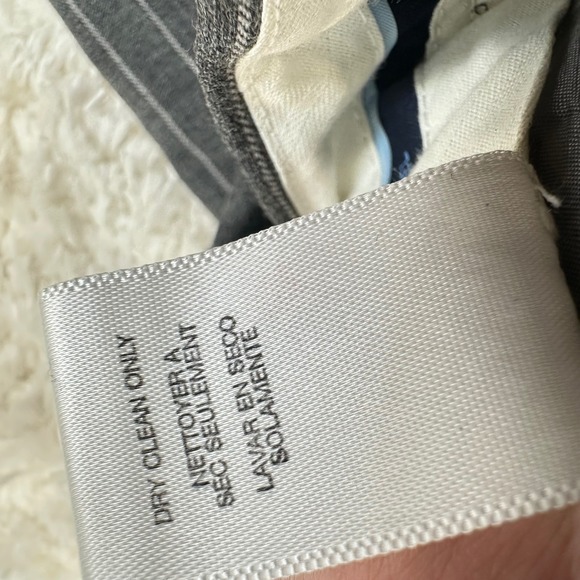 DRY CLEAN ONLY
NETTOYER A
SEC SEULEMENT
LAVAR EN SECO
SOLAMENTE